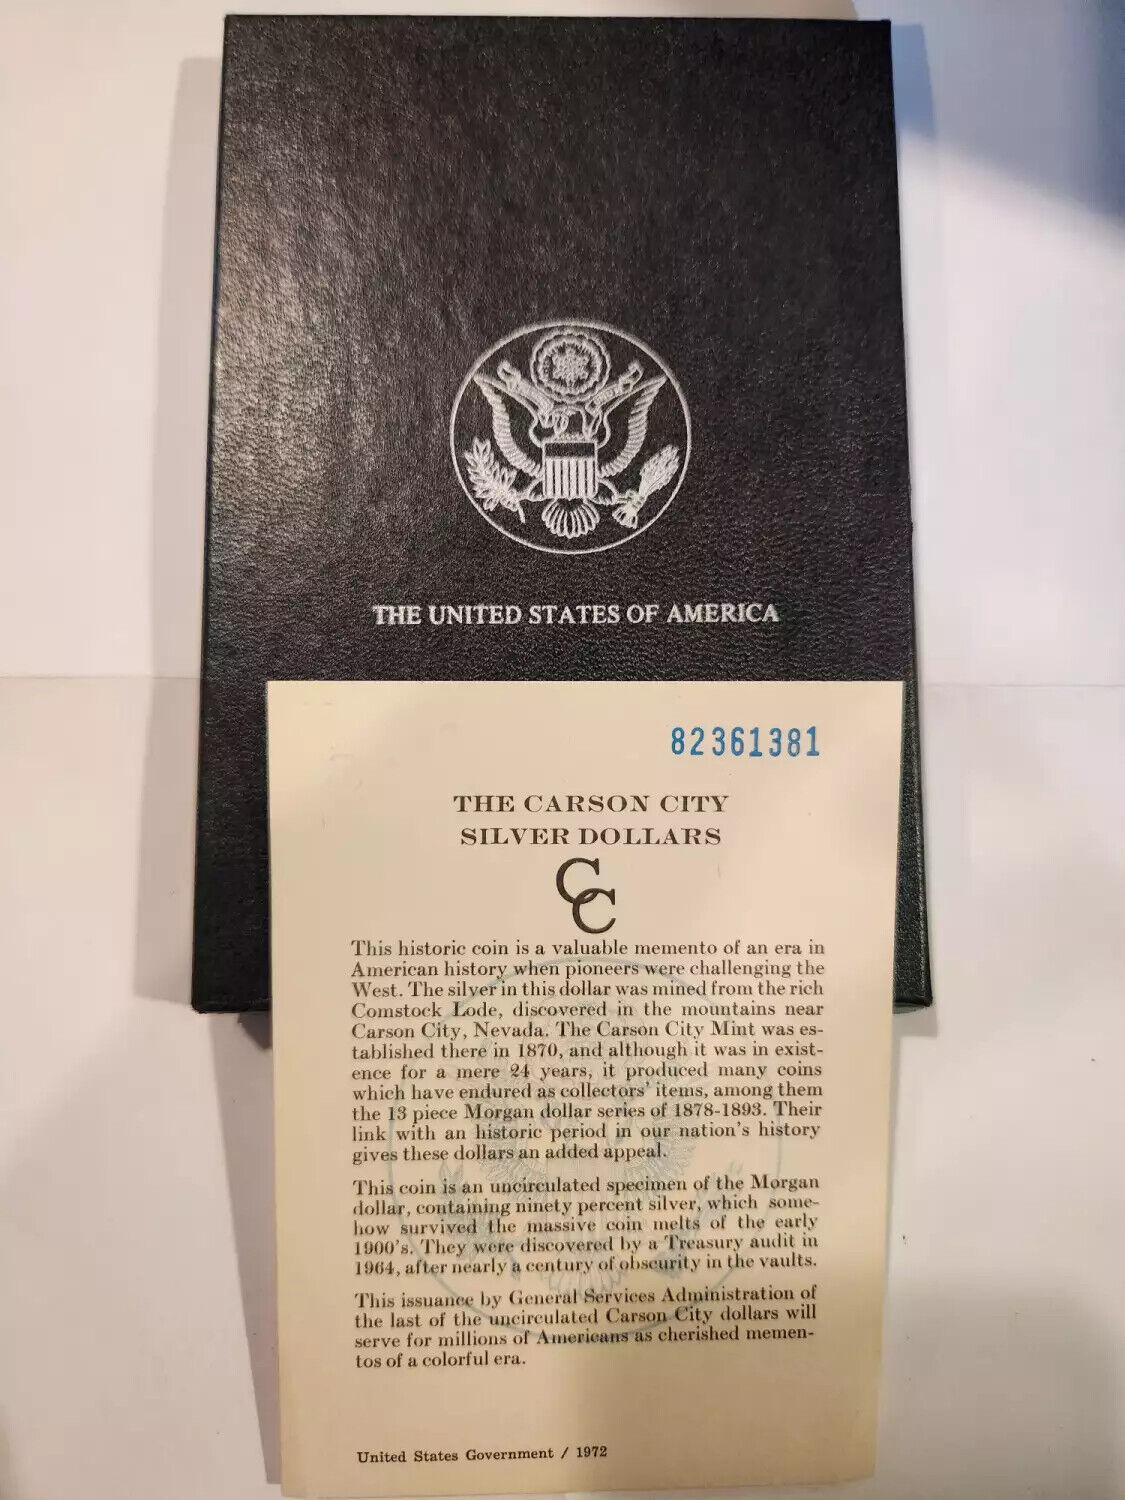 THE UNITED STATES OF AMERICA
82361381
THE CARSON CITY
SILVER DOLLARS
CC
This historic coin is a valuable memento of an era in
American history when pioneers were challenging the
West. The silver in this dollar was mined from the rich
Comstock Lode, discovered in the mountains near
Carson City, Nevada. The Carson City Mint was es-
tablished there in 1870, and although it was in exist-
ence for a mere 24 years, it produced many coins
which have endured as collectors' items, among them
the 13 piece Morgan dollar series of 1878-1893. Their
link with an historic period in our nation's history
gives these dollars an added appeal.
This coin is an uncirculated specimen of the Morgan
dollar, containing ninety percent silver, which some-
how survived the massive coin melts of the early
1900's. They were discovered by a Treasury audit in
1964, after nearly a century of obscurity in the vaults.
This issuance by General Services Administration of
the last of the uncirculated Carson City dollars will
serve for millions of Americans as cherished memen-
tos of a colorful era.
United States Government / 1972